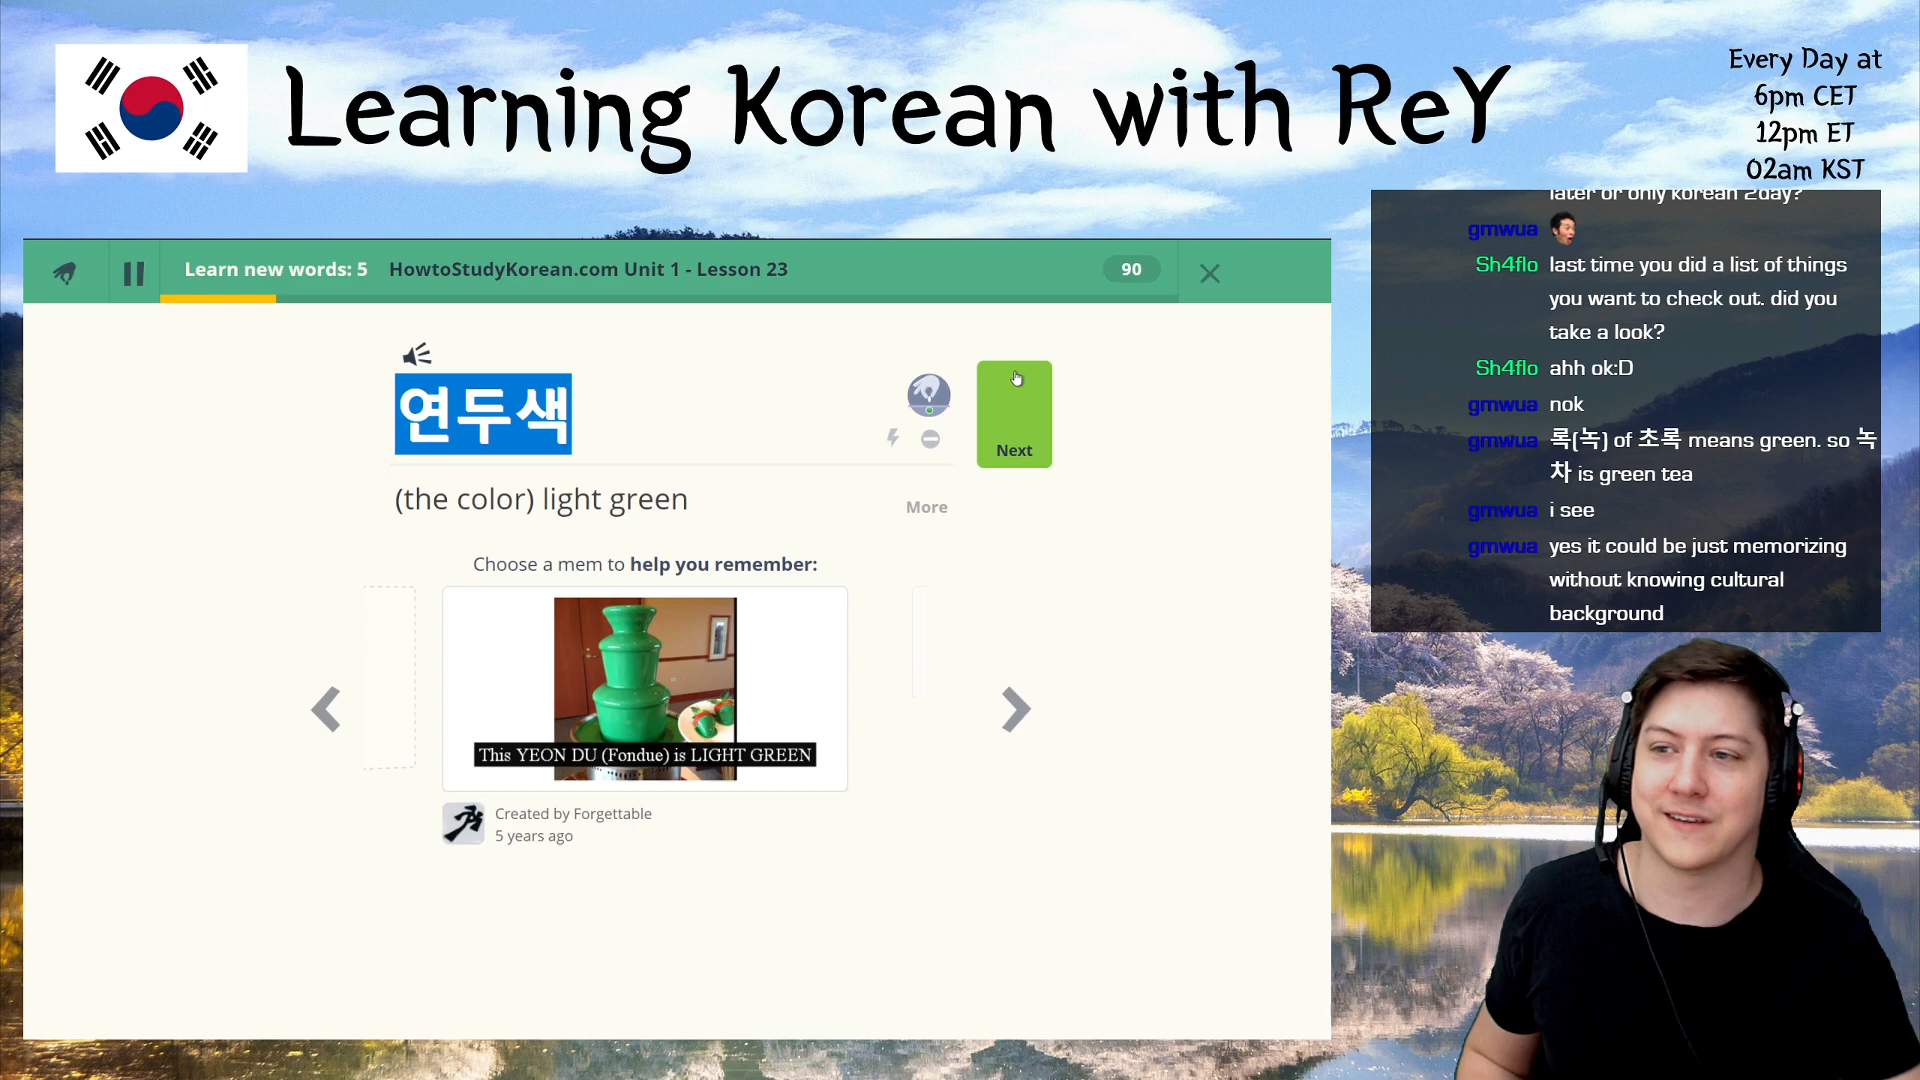 Learning Korean with ReY
Every Day at
6pm CET
12pm ET
02am KST
later or only korean 2day?
gmwua
Sh4flo last time you did a list of things
you want to check out. did you
take a look?
Sh4flo ahh ok:D
gmwua nok
gmwua 록[녹] of 초록 means green. so 녹
차 is green tea
gmwua i see
gmwua yes it could be just memorizing
without knowing cultural
background
Learn new words: 5 HowtoStudyKorean.com Unit 1 - Lesson 23 90
연두색
Next
(the color) light green
More
Choose a mem to help you remember:
This YEON DU (Fondue) is LIGHT GREEN
Created by Forgettable
5 years ago